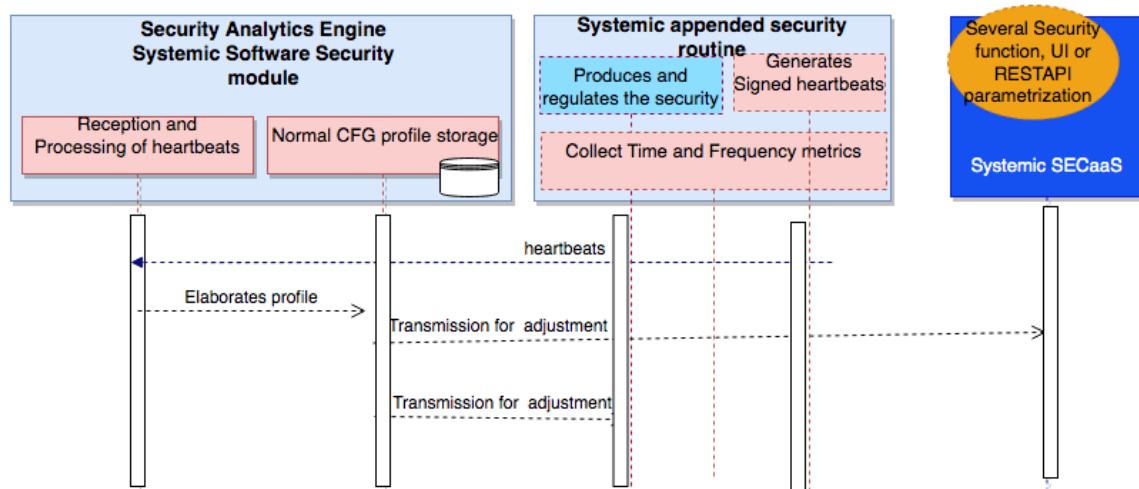 Security Analytics Engine
Systemic Software Security
module
Reception and
Processing of heartbeats
Normal CFG profile storage
Systemic appended security
routine
Produces and
regulates the security
Generates
Signed heartbeats
Collect Time and Frequency metrics
Several Security
function, UI or
RESTAPI
parametrization
Systemic SECaaS
heartbeats
Elaborates profile
Transmission for adjustment
Transmission for adjustment